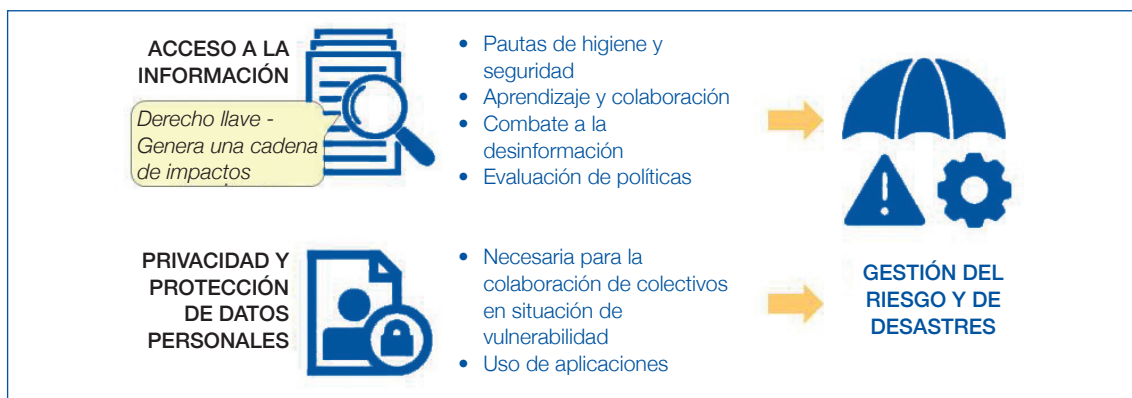 ACCESO A LA
INFORMACIÓN
Derecho llave -
Genera una cadena
de impactos
• Pautas de higiene y
seguridad
• Aprendizaje y colaboración
• Combate a la
desinformación
• Evaluación de políticas
PRIVACIDAD Y
PROTECCIÓN
DE DATOS
PERSONALES
• Necesaria para la
colaboración de colectivos
en situación de
vulnerabilidad
• Uso de aplicaciones
GESTIÓN DEL
RIESGO Y DE
DESASTRES